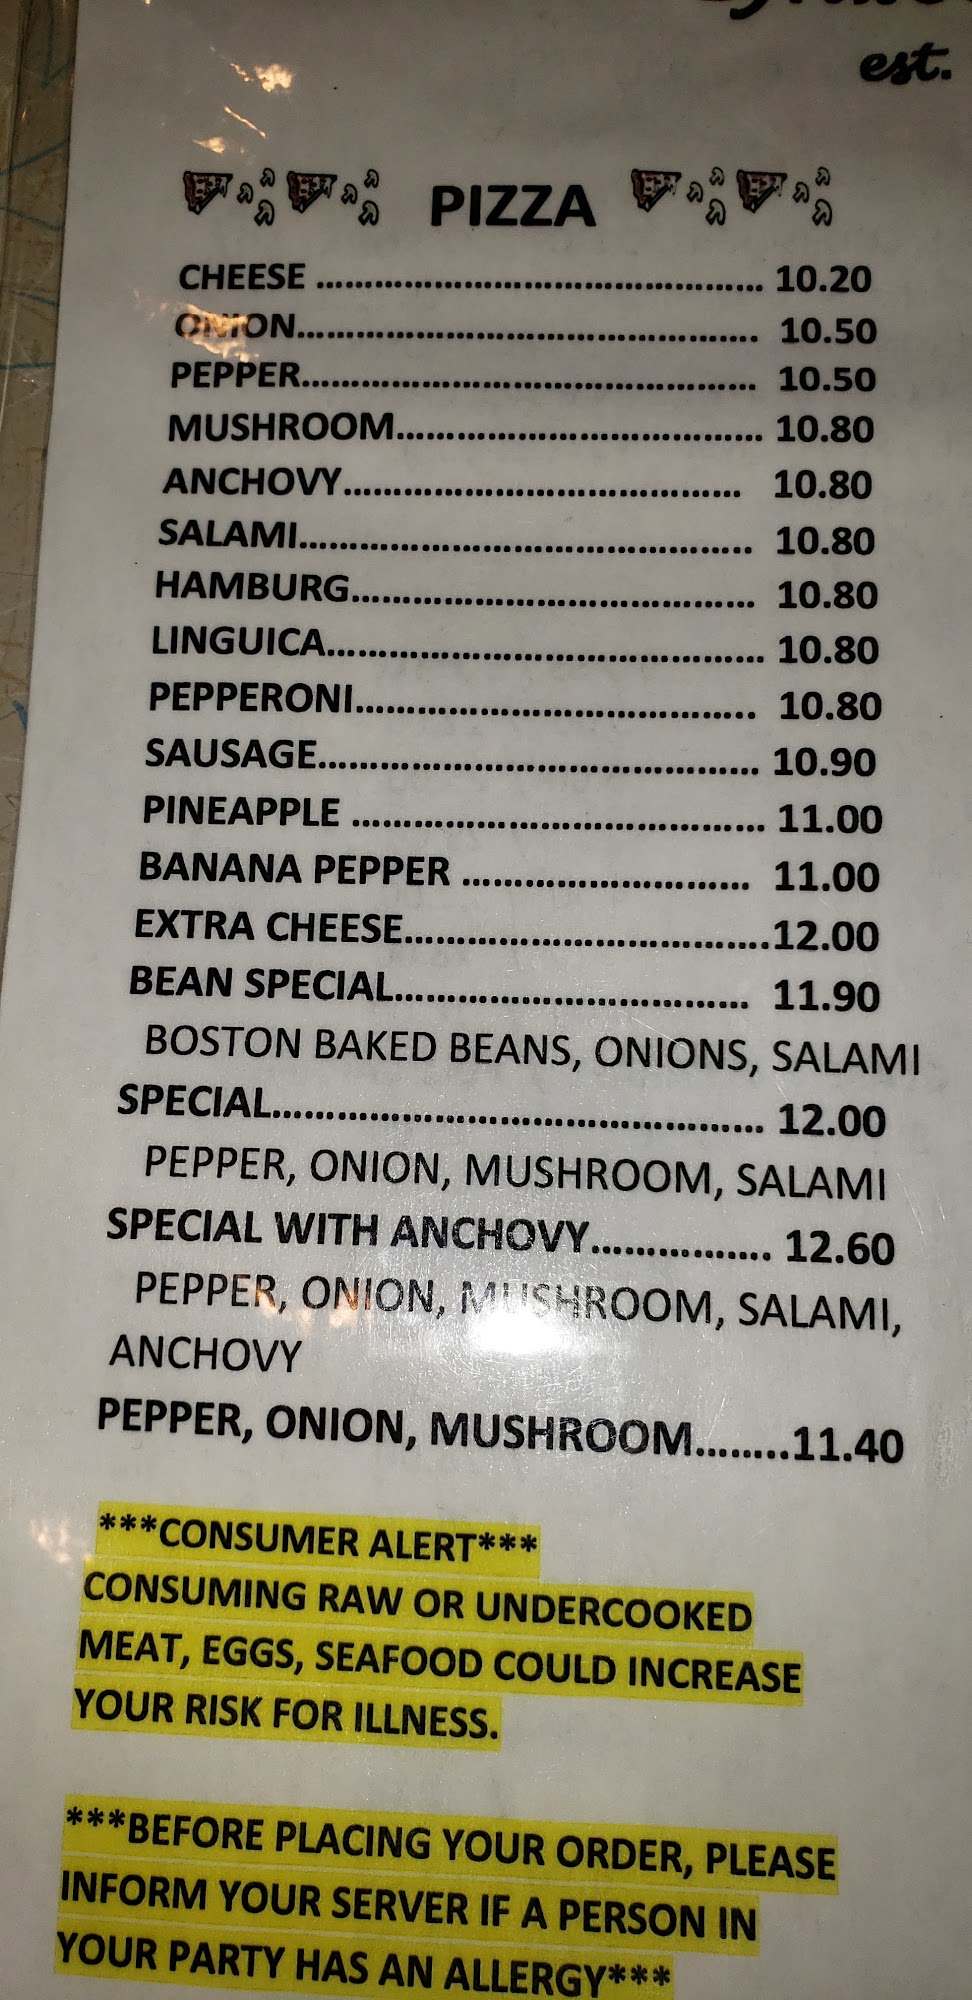 est.
PIZZA
CHEESE ................................................ 10.20
ONION................................................ 10.50
PEPPER................................................ 10.50
MUSHROOM........................................ 10.80
ANCHOVY.......................................... 10.80
SALAMI................................................ 10.80
HAMBURG.......................................... 10.80
LINGUICA............................................. 10.80
PEPPERONI......................................... 10.80
SAUSAGE............................................. 10.90
PINEAPPLE .......................................... 11.00
BANANA PEPPER .............................. 11.00
EXTRA CHEESE.....................................12.00
BEAN SPECIAL.................................... 11.90
BOSTON BAKED BEANS, ONIONS, SALAMI
SPECIAL................................................ 12.00
PEPPER, ONION, MUSHROOM, SALAMI
SPECIAL WITH ANCHOVY................. 12.60
PEPPER, ONION, MUSHROOM, SALAMI,
ANCHOVY
PEPPER, ONION, MUSHROOM.........11.40
***CONSUMER ALERT***
CONSUMING RAW OR UNDERCOOKED
MEAT, EGGS, SEAFOOD COULD INCREASE
YOUR RISK FOR ILLNESS.
***BEFORE PLACING YOUR ORDER, PLEASE
INFORM YOUR SERVER IF A PERSON IN
YOUR PARTY HAS AN ALLERGY***